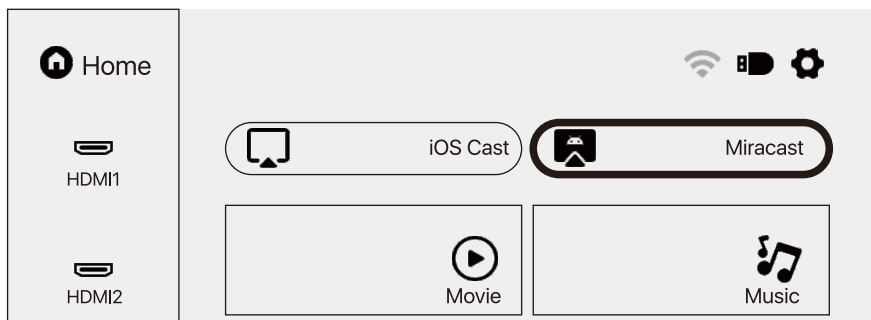 Home
HDMI1
HDMI2
iOS Cast
Miracast
Movie
Music